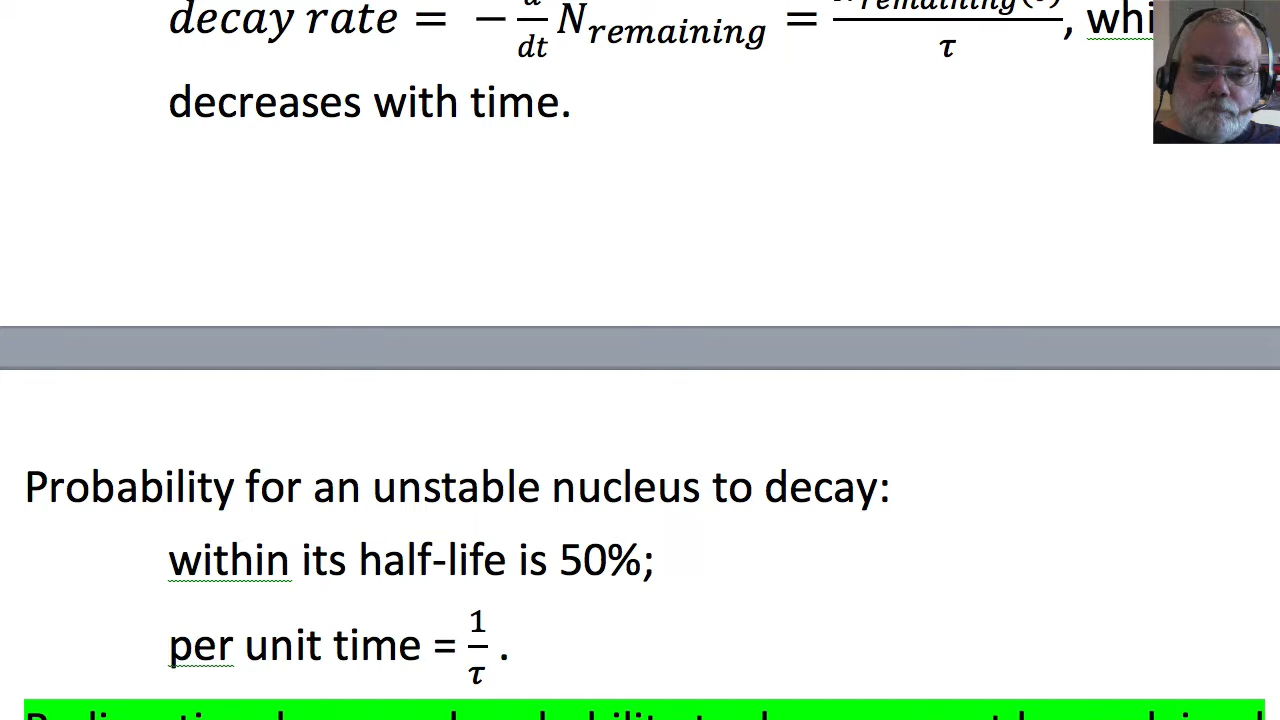 decay rate = − d/dt N_remaining = N_remaining(t)/τ, whi
decreases with time.
Probability for an unstable nucleus to decay:
within its half-life is 50%;
per unit time = 1/τ .